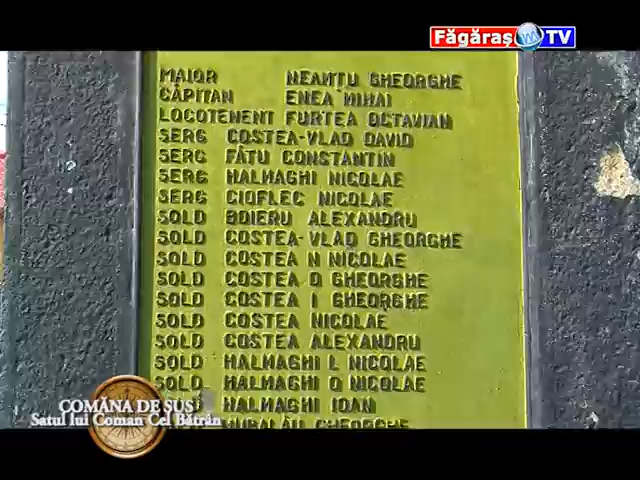 Făgăraș TV
MAIOR NEAMȚU GHEORGHE
CĂPITAN ENEA MIHAI
LOCOTENENT FURTEA OCTAVIAN
SERG COSTEA-VLAD DAVID
SERG FĂTU CONSTANTIN
SERG HALMAGHI NICOLAE
SERG CIOFLEC NICOLAE
SOLD BOIERU ALEXANDRU
SOLD COSTEA-VLAD GHEORGHE
SOLD COSTEA N NICOLAE
SOLD COSTEA D GHEORGHE
SOLD COSTEA I GHEORGHE
SOLD COSTEA NICOLAE
SOLD COSTEA ALEXANDRU
SOLD HALMAGHI L NICOLAE
SOLD HALMAGHI O NICOLAE
HALMAGHI IOAN
GHEORGHE
COMĂNA DE SUS
Satul lui Coman Cel Bătrân